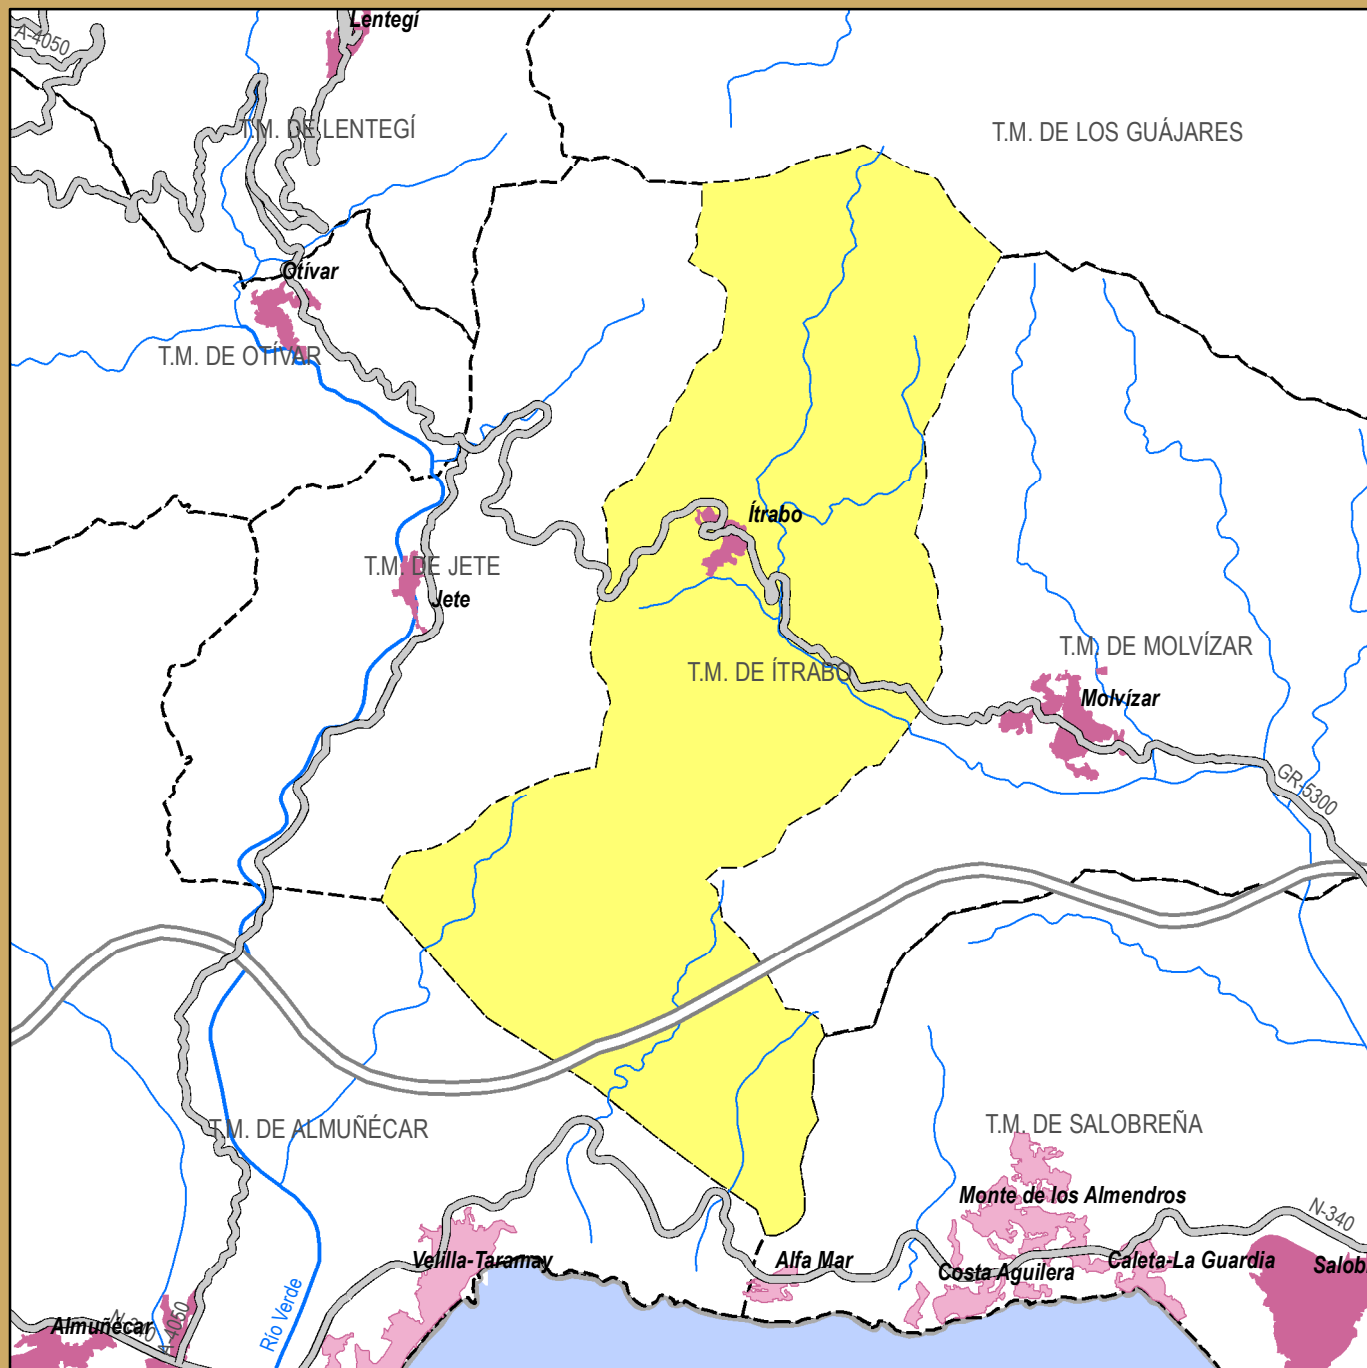 Lentegí
A-4050
T.M. DE LENTEGÍ
T.M. DE LOS GUÁJARES
Otívar
T.M. DE OTÍVAR
Ítrabo
T.M. DE JETE
Jete
T.M. DE MOLVÍZAR
T.M. DE ÍTRABO
Molvízar
GR-5300
T.M. DE ALMUÑÉCAR
T.M. DE SALOBREÑA
Monte de los Almendros
N-340
Velilla-Taramay
Alfa Mar
Caleta-La Guardia
Costa Aguilera
Salob
Río Verde
Almuñécar
N-340
A-4050